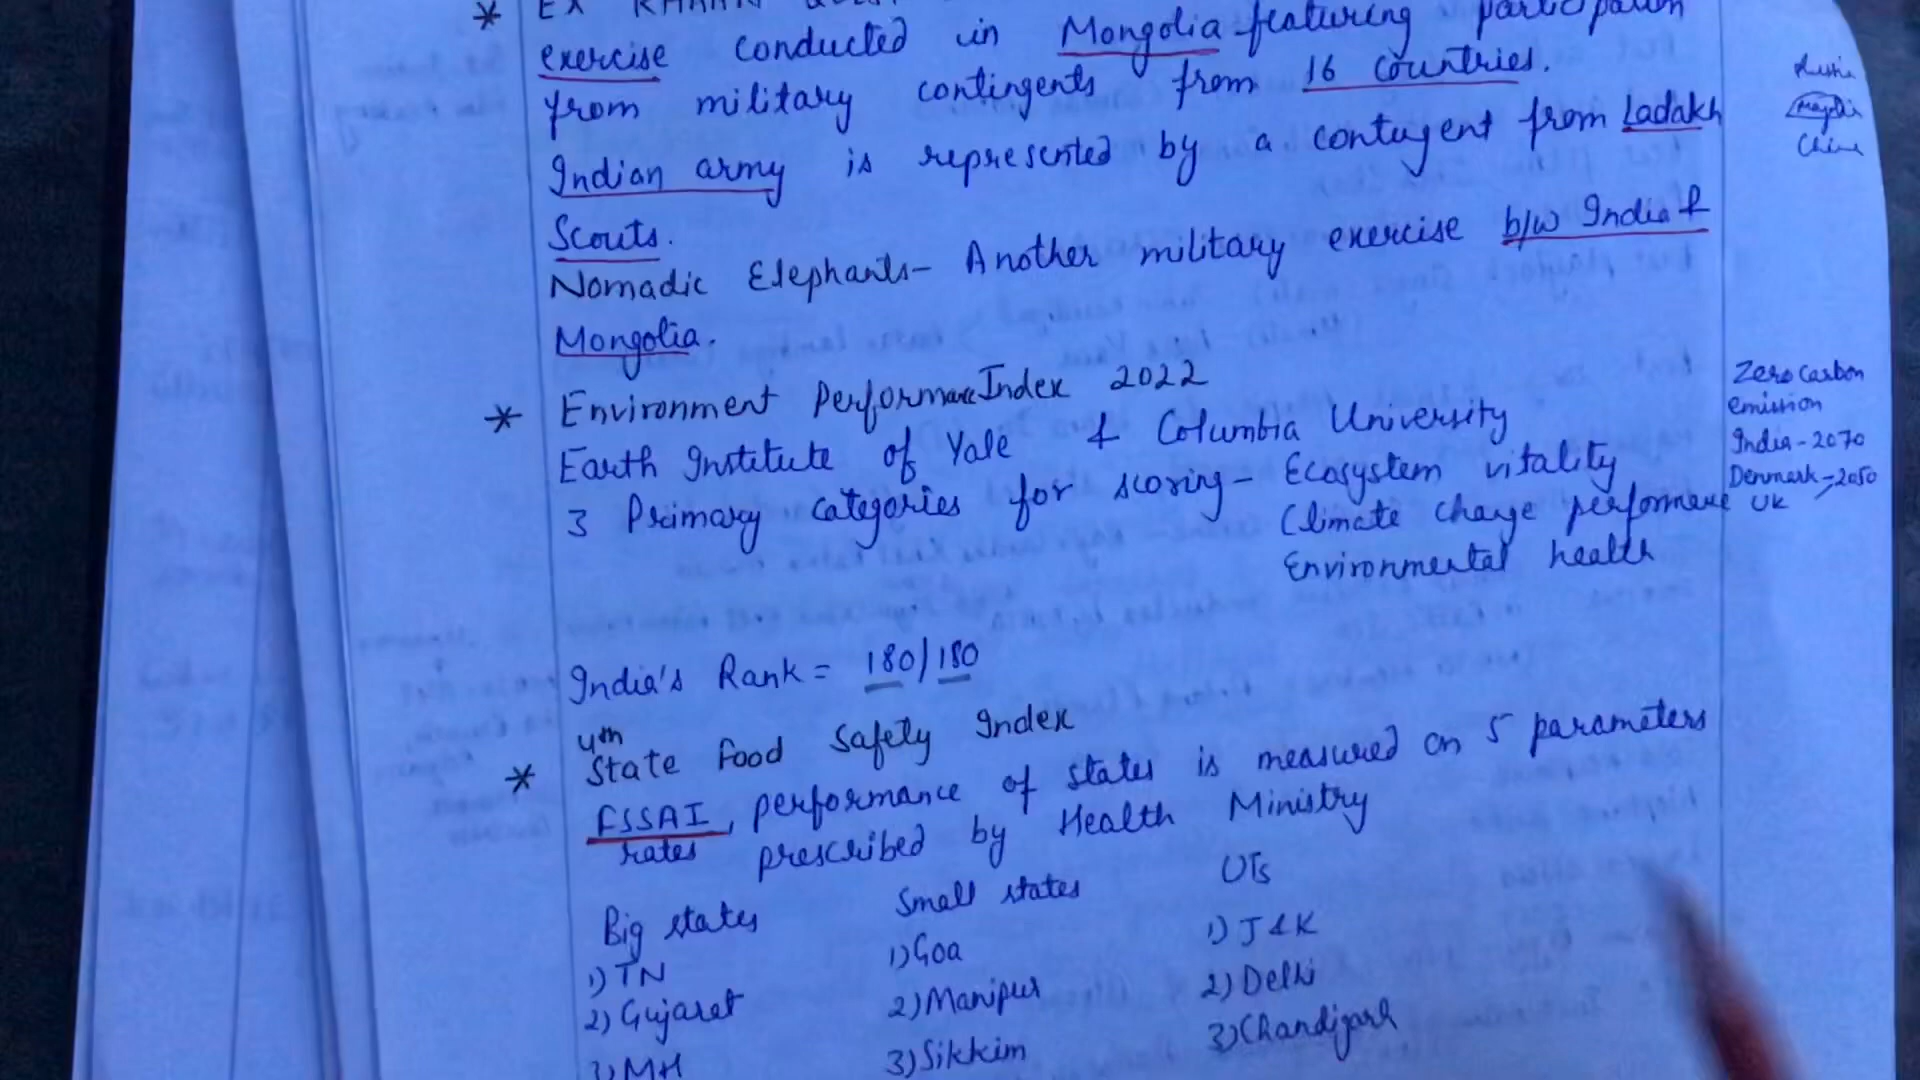 * EX
exercise conducted in Mongolia featuring participation
from military contingents from 16 countries.
Indian army is represented by a contugent from Ladakh
Scouts.
Nomadic Elephants- Another military exercise b/w India &
Mongolia.
* Environment Performance Index 2022
Earth Institute of Yale & Columbia University
3 Primary categories for scoring- Ecosystem vitality
Climate change performance
Environmental health
India's Rank = 180/180
* 4th State Food Safety Index
FSSAI, performance of states is measured on 5 parameters
rates prescribed by Health Ministry
Big states Small states UTs
1) TN 1) Goa 1) J&K
2) Gujarat 2) Manipur 2) Delhi
3) MH 3) Sikkim 3) Chandigarh
Russia
China
Zero carbon
emission
India-2070
Denmark-2050
UK